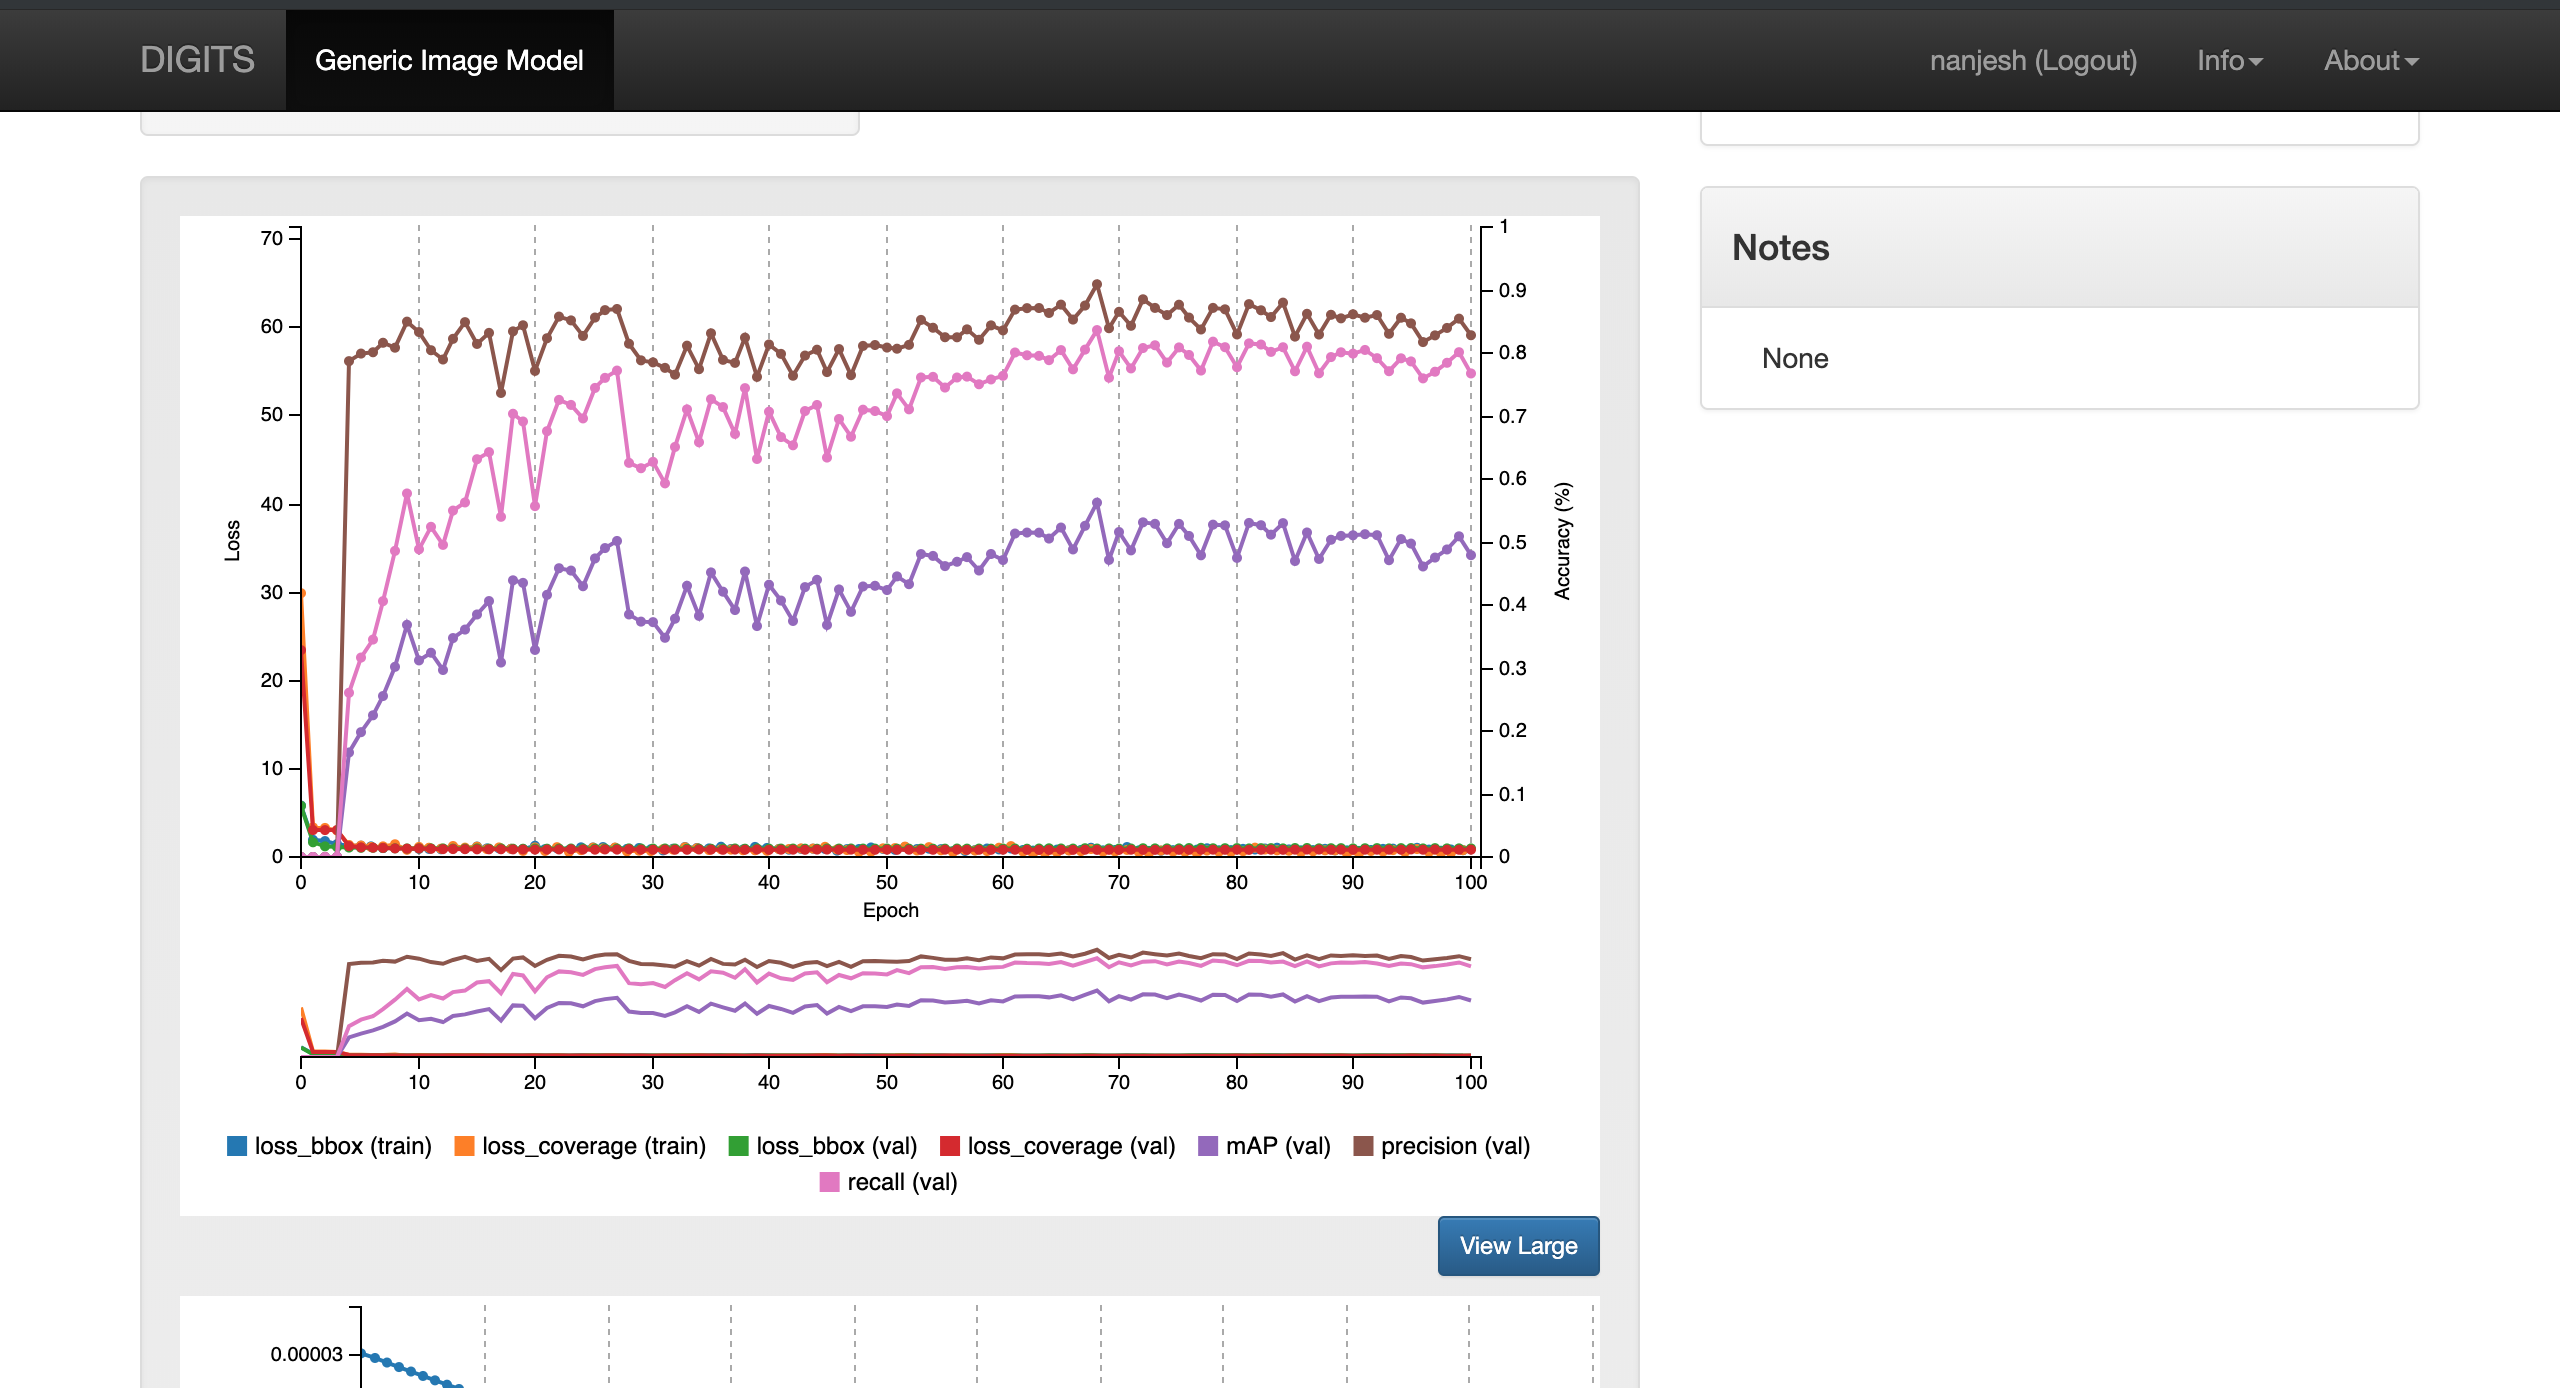 DIGITS Generic Image Model nanjesh (Logout) Info About
Notes
None
70
60
50
40
30
20
10
0
Loss
1
0.9
0.8
0.7
0.6
0.5
0.4
0.3
0.2
0.1
0
Accuracy (%)
0 10 20 30 40 50 60 70 80 90 100
Epoch
0 10 20 30 40 50 60 70 80 90 100
loss_bbox (train) loss_coverage (train) loss_bbox (val) loss_coverage (val) mAP (val) precision (val)
recall (val)
View Large
0.00003